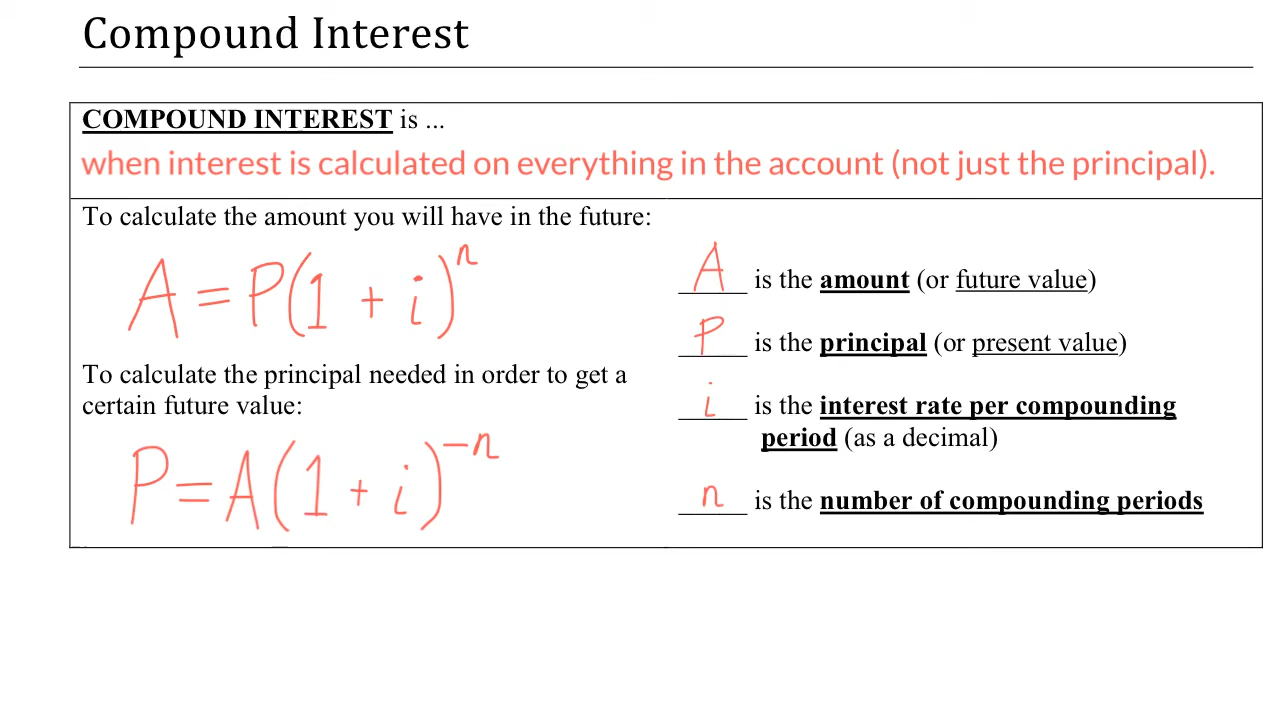 Compound Interest
COMPOUND INTEREST is ...
when interest is calculated on everything in the account (not just the principal).
To calculate the amount you will have in the future:
A = P(1 + i)^n
To calculate the principal needed in order to get a
certain future value:
P = A(1 + i)^-n
A is the amount (or future value)
P is the principal (or present value)
i is the interest rate per compounding
period (as a decimal)
n is the number of compounding periods